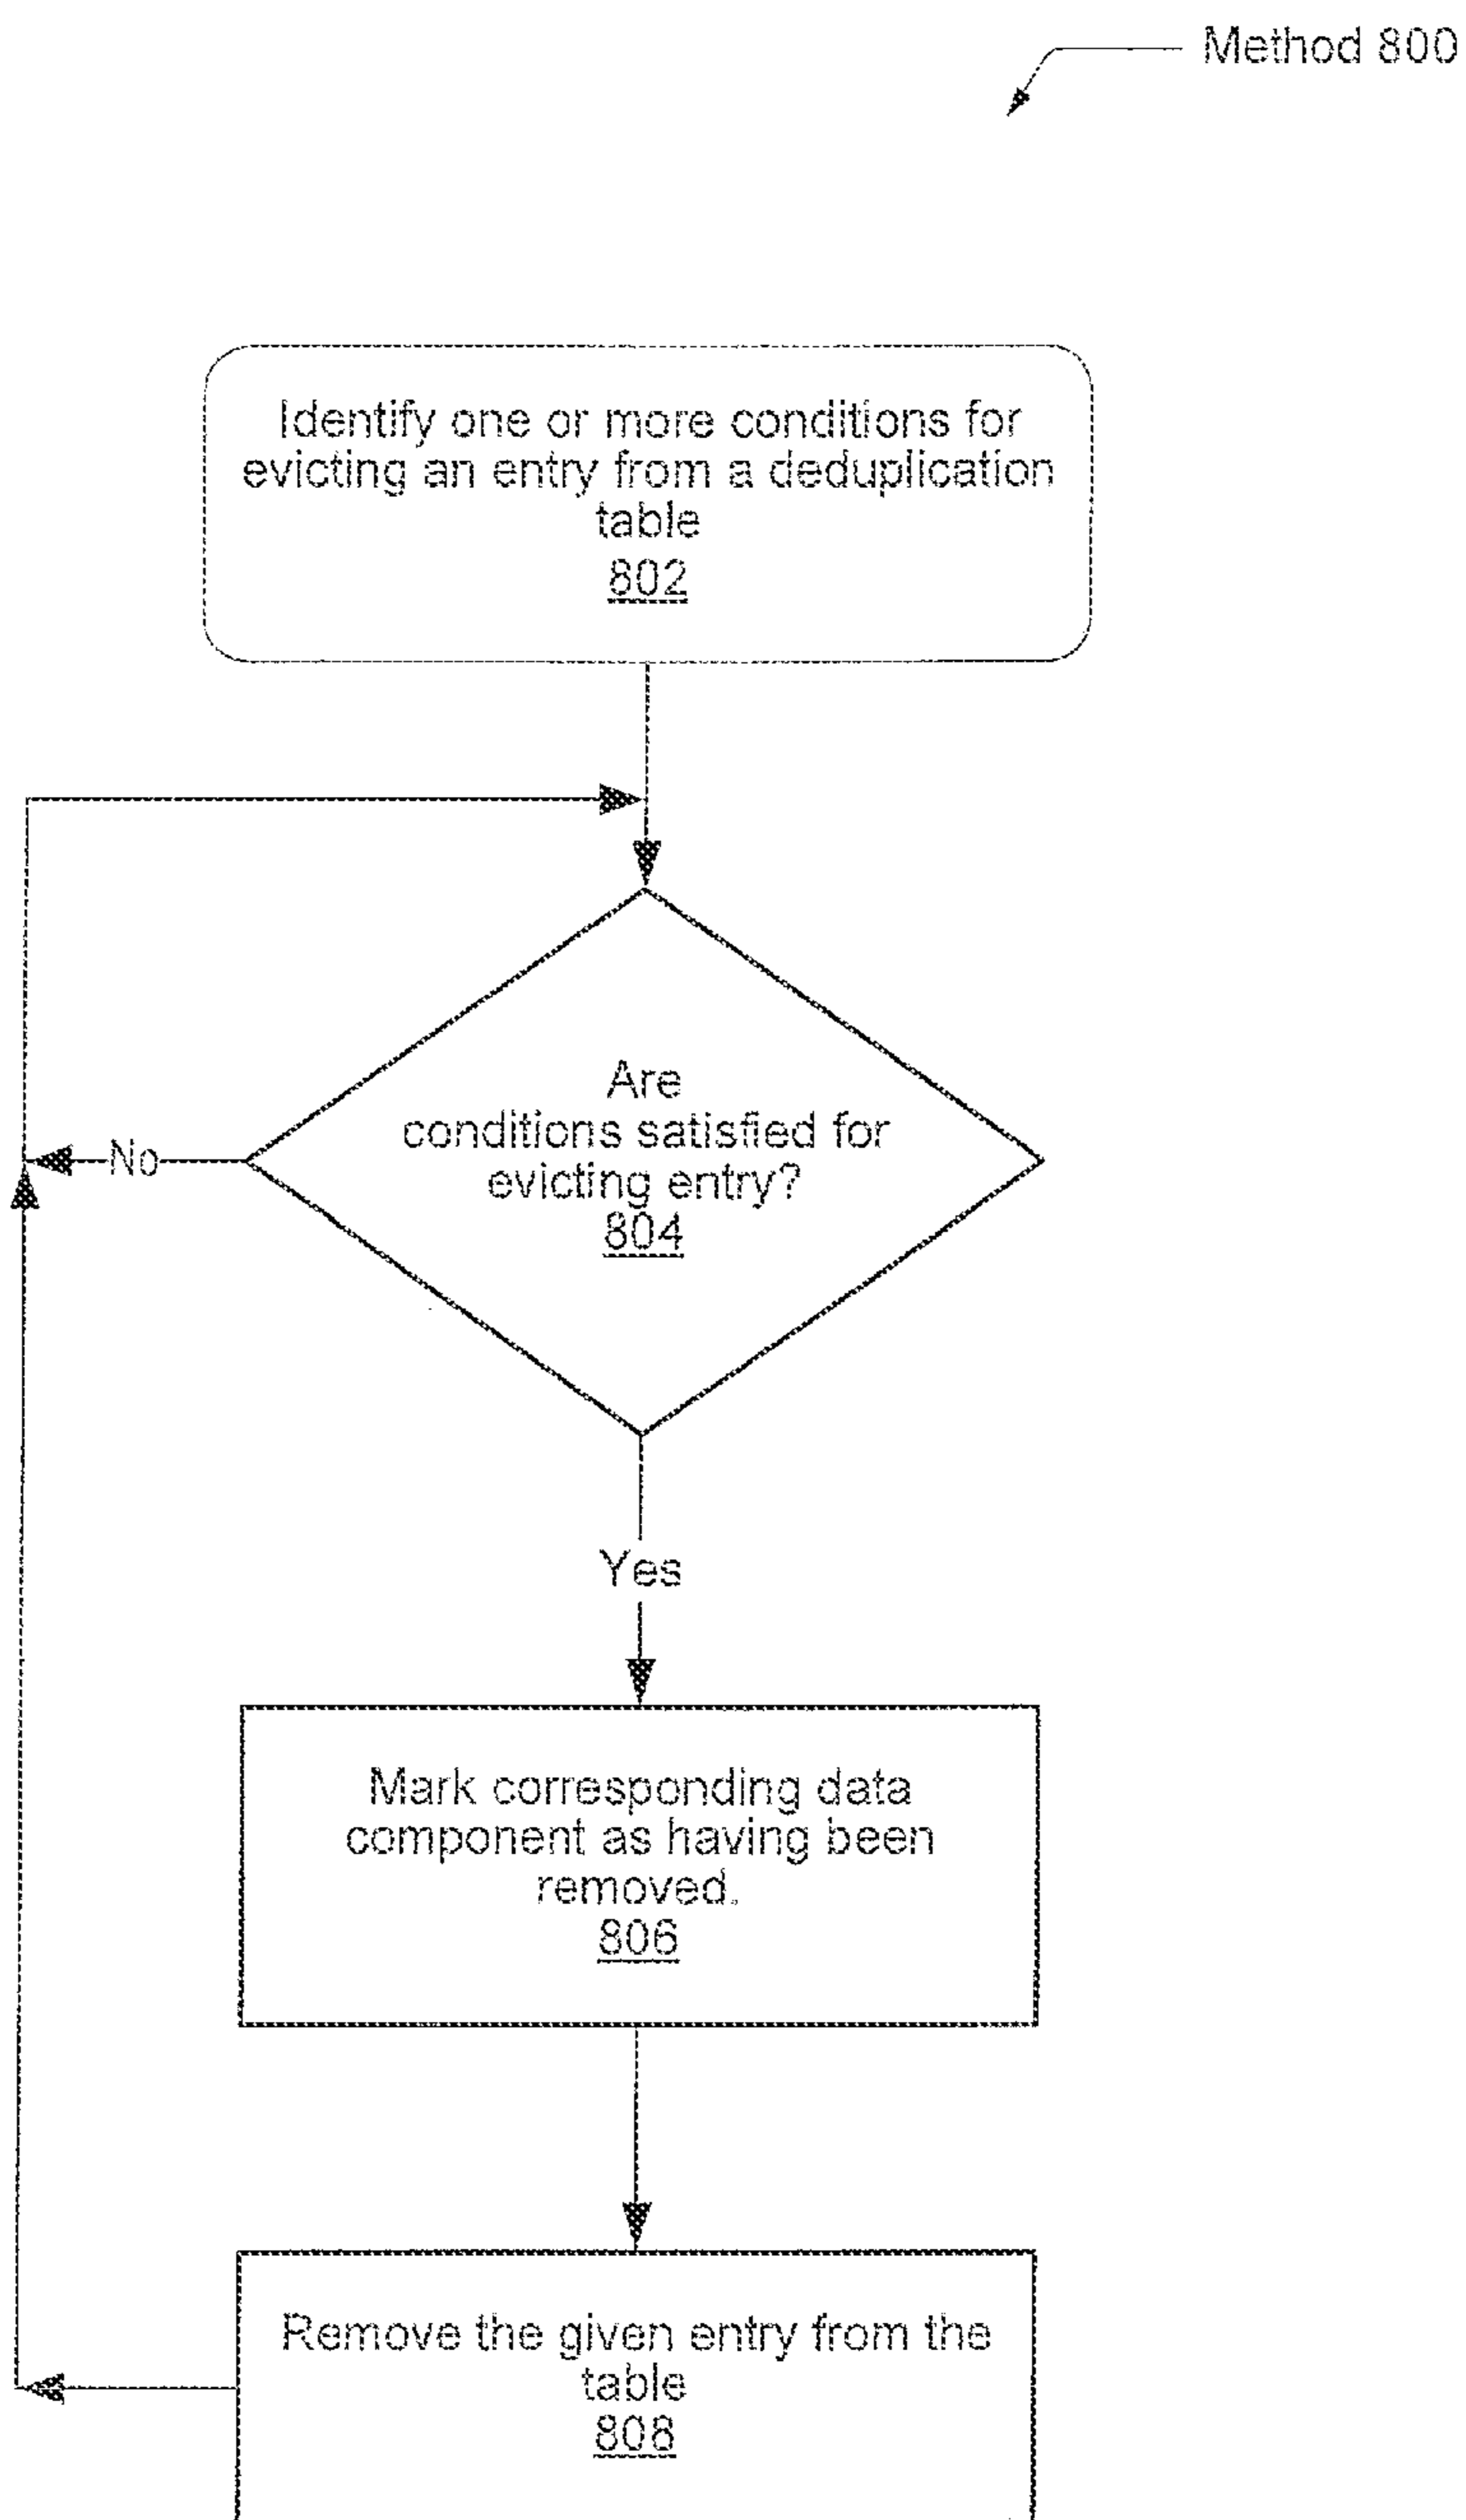 Method 800
Identify one or more conditions for
evicting an entry from a deduplication
table
802
Are
conditions satisfied for
evicting entry?
804
No
Yes
Mark corresponding data
component as having been
removed.
806
Remove the given entry from the
table
808